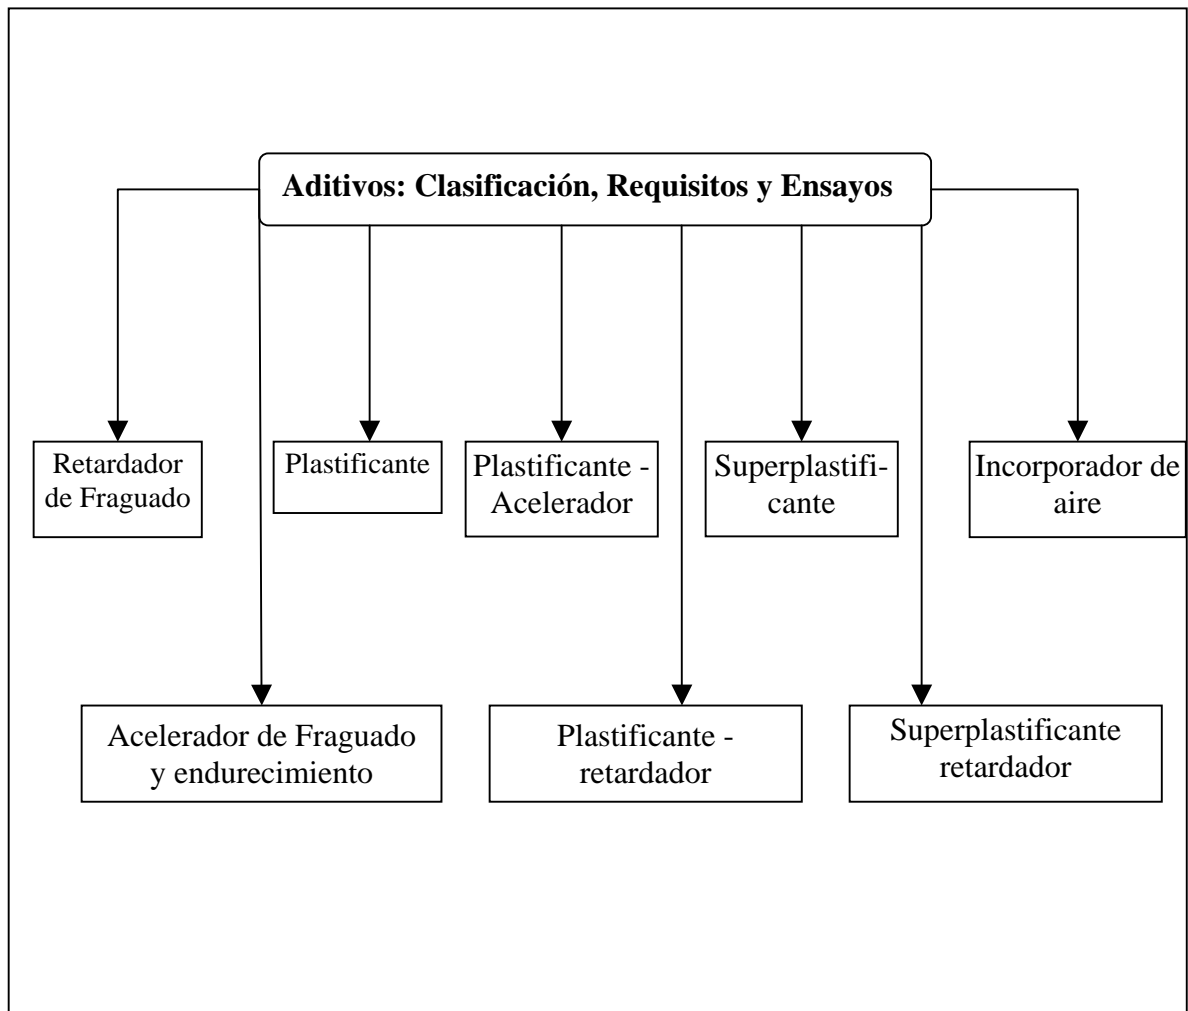 Aditivos: Clasificación, Requisitos y Ensayos
Retardador
de Fraguado
Plastificante
Plastificante -
Acelerador
Superplastifi-
cante
Incorporador de
aire
Acelerador de Fraguado
y endurecimiento
Plastificante -
retardador
Superplastificante
retardador